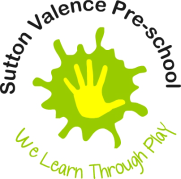 Sutton Valence Pre-school
We Learn Through Play